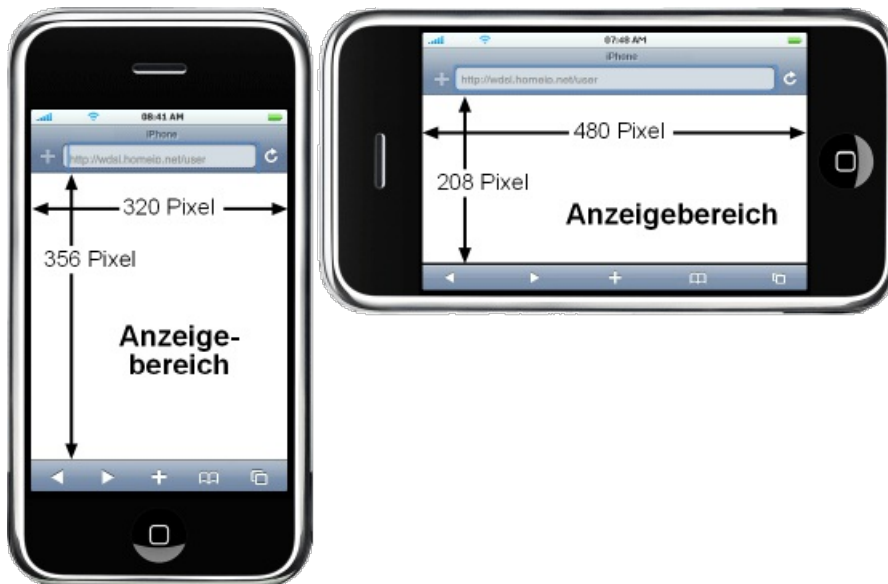 08:41 AM
iPhone
http://wdsl.homeip.net/user
320 Pixel
356 Pixel
Anzeige-
bereich
07:48 AM
iPhone
http://wdsl.homeip.net/user
480 Pixel
208 Pixel
Anzeigebereich